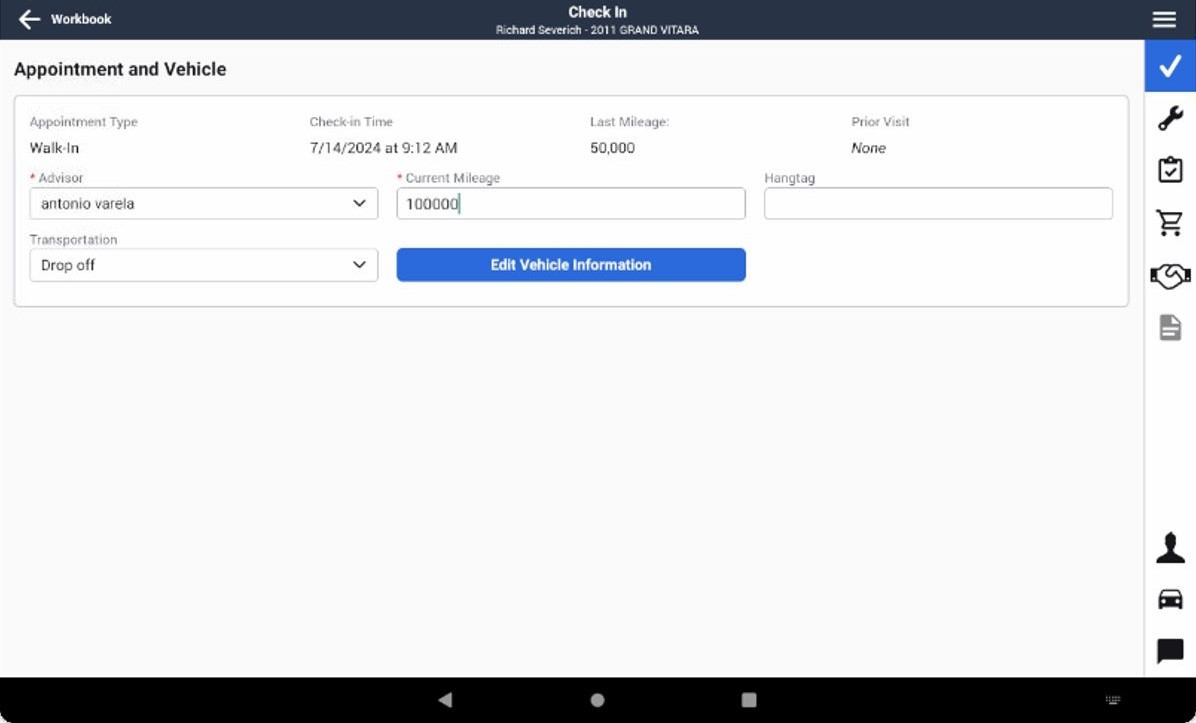 Workbook
Check In
Richard Severich - 2011 GRAND VITARA
Appointment and Vehicle
Appointment Type
Check-in Time
Last Mileage:
Prior Visit
Walk-In
7/14/2024 at 9:12 AM
50,000
None
* Advisor
* Current Mileage
Hangtag
antonio varela
100000
Transportation
Drop off
Edit Vehicle Information